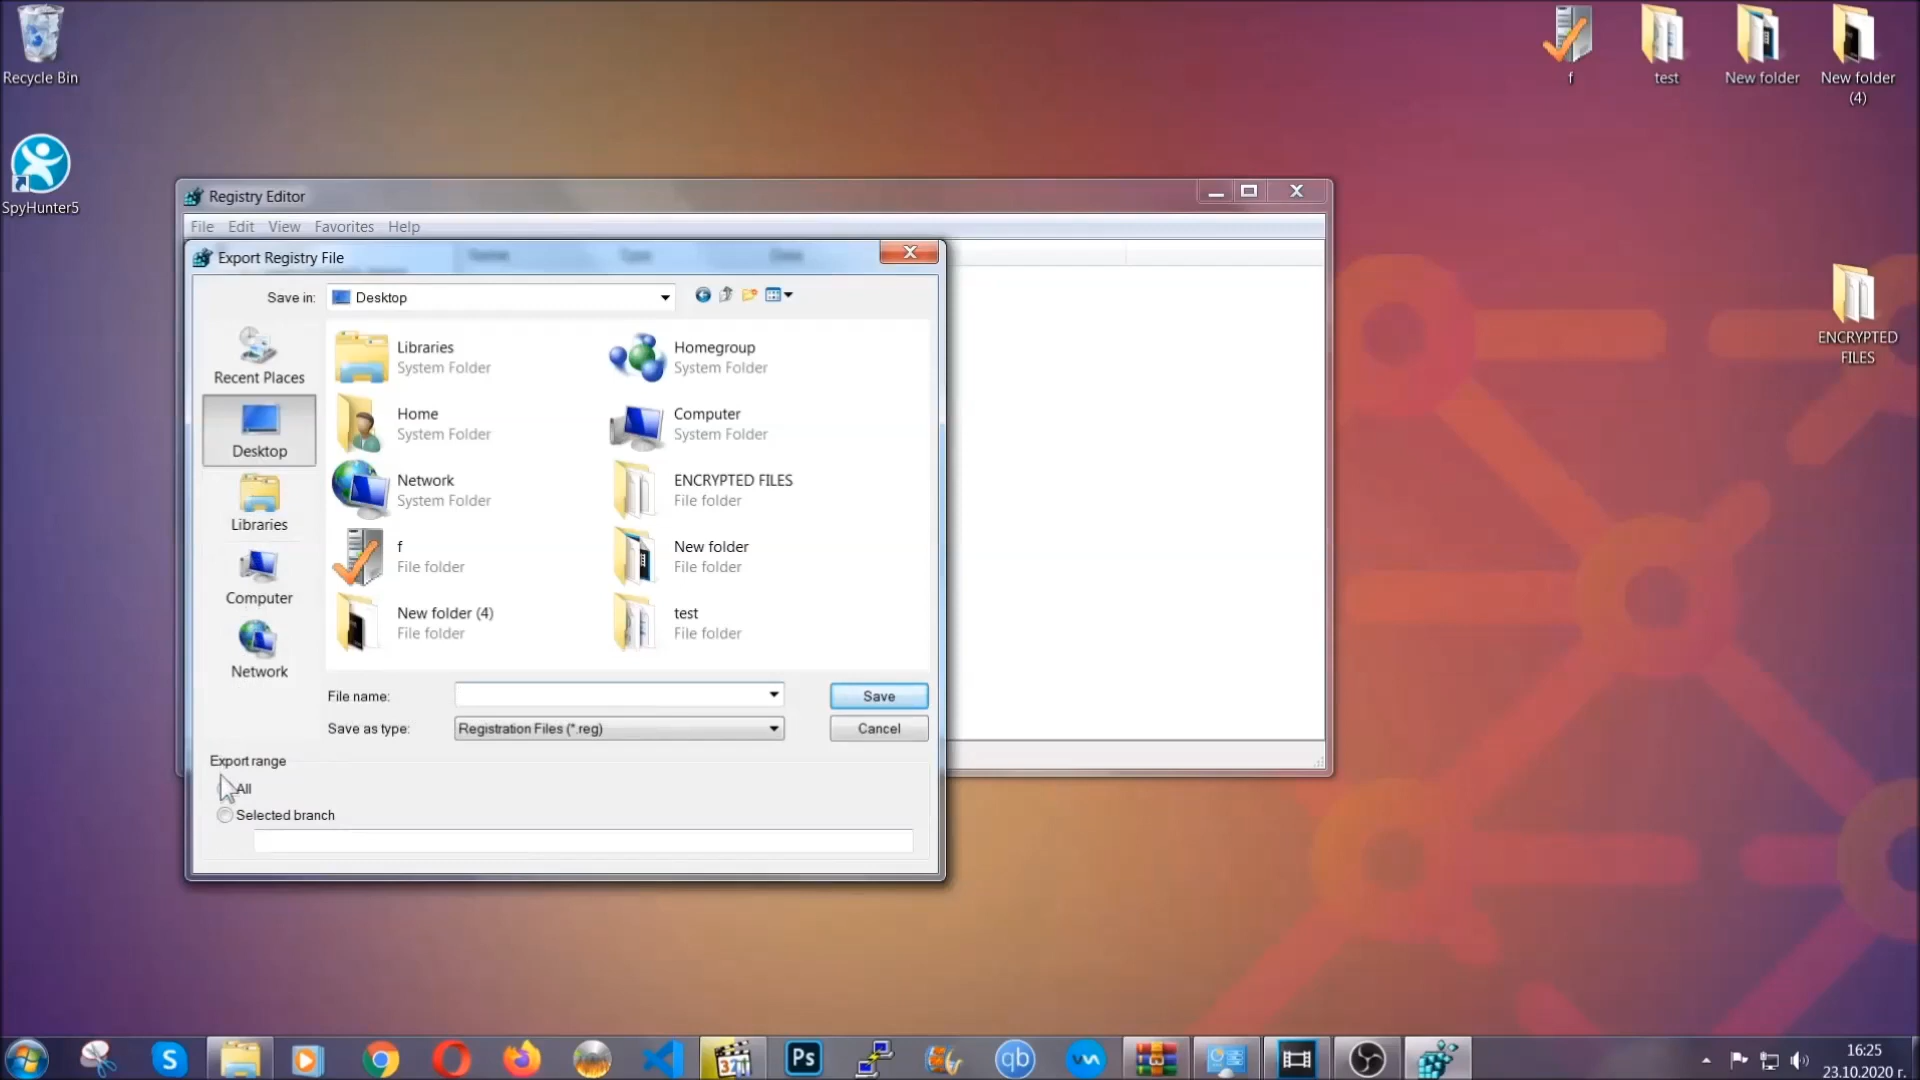 Recycle Bin
SpyHunter5
f
test
New folder
New folder
(4)
ENCRYPTED
FILES
Registry Editor
File Edit View Favorites Help
Export Registry File
Save in:
Desktop
Recent Places
Desktop
Libraries
Computer
Network
Libraries
System Folder
Homegroup
System Folder
Home
System Folder
Computer
System Folder
Network
System Folder
ENCRYPTED FILES
File folder
f
File folder
New folder
File folder
New folder (4)
File folder
test
File folder
File name:
Save
Save as type:
Registration Files (*.reg)
Cancel
Export range
All
Selected branch
S
321
Ps
qb
16:25
23.10.2020 г.